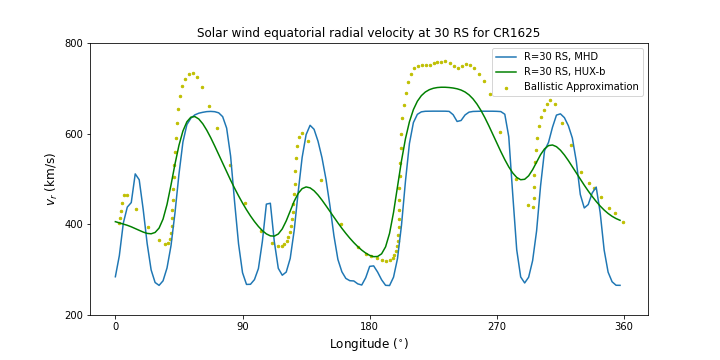 Solar wind equatorial radial velocity at 30 RS for CR1625
R=30 RS, MHD
R=30 RS, HUX-b
Ballistic Approximation
800
600
400
200
v_r (km/s)
0 90 180 270 360
Longitude (°)